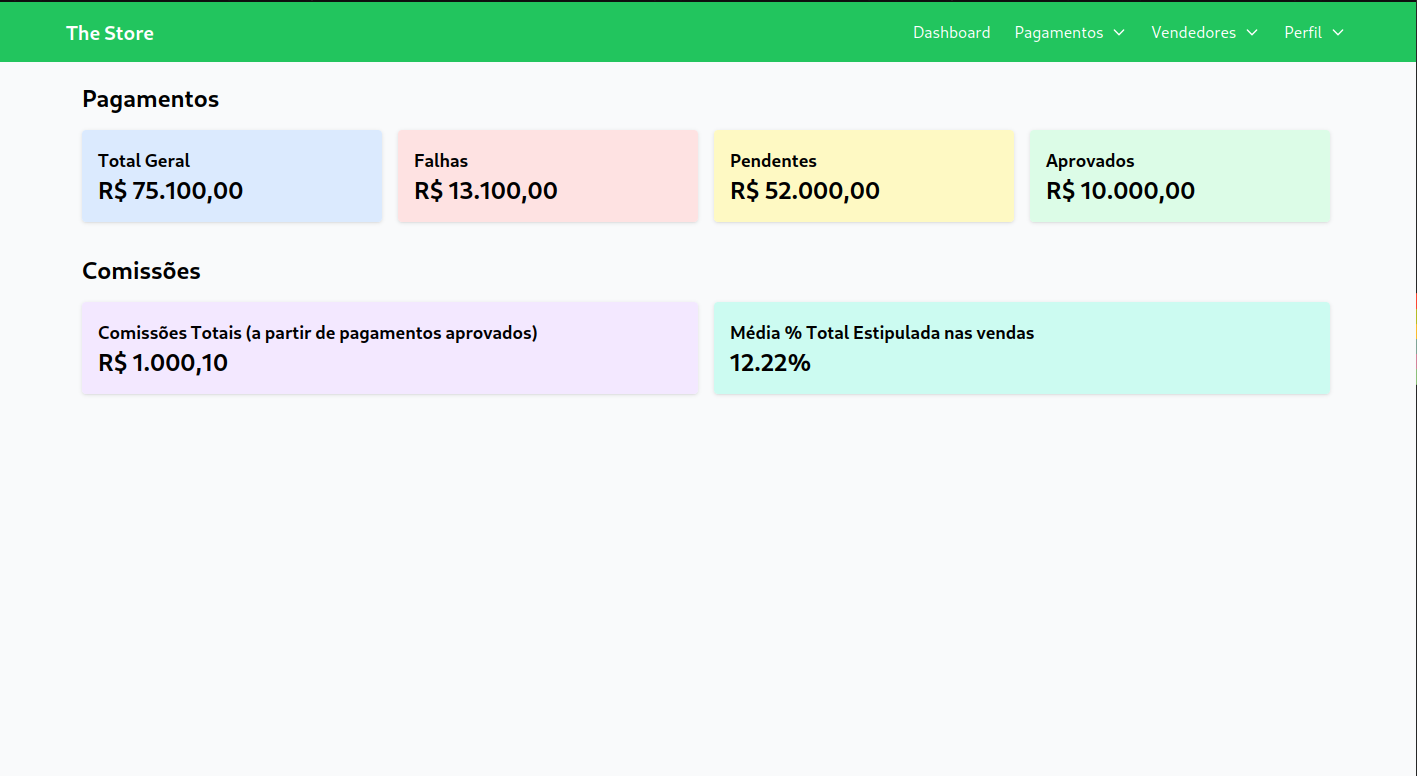 The Store
Dashboard Pagamentos Vendedores Perfil
Pagamentos
Total Geral
R$ 75.100,00
Falhas
R$ 13.100,00
Pendentes
R$ 52.000,00
Aprovados
R$ 10.000,00
Comissões
Comissões Totais (a partir de pagamentos aprovados)
R$ 1.000,10
Média % Total Estipulada nas vendas
12.22%